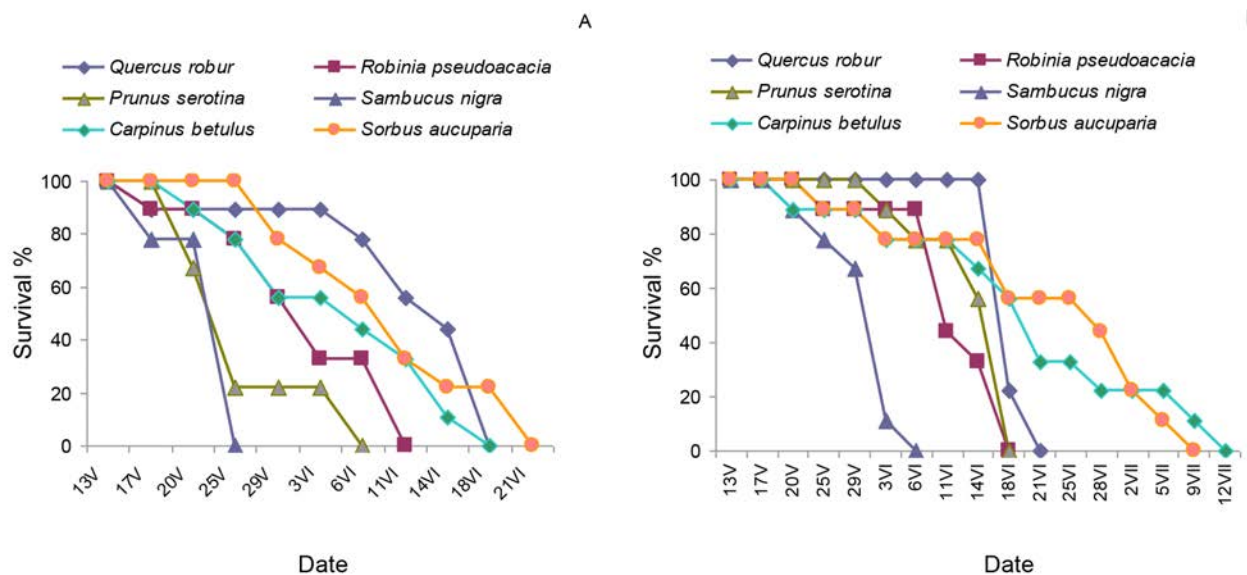 A
Quercus robur
Robinia pseudoacacia
Prunus serotina
Sambucus nigra
Carpinus betulus
Sorbus aucuparia
Survival %
100
80
60
40
20
0
13V
17V
20V
25V
29V
3VI
6VI
11VI
14VI
18VI
21VI
Date
Quercus robur
Robinia pseudoacacia
Prunus serotina
Sambucus nigra
Carpinus betulus
Sorbus aucuparia
Survival %
100
80
60
40
20
0
13V
17V
20V
25V
29V
3VI
6VI
11VI
14VI
18VI
21VI
25VI
28VI
2VII
5VII
9VII
12VII
Date